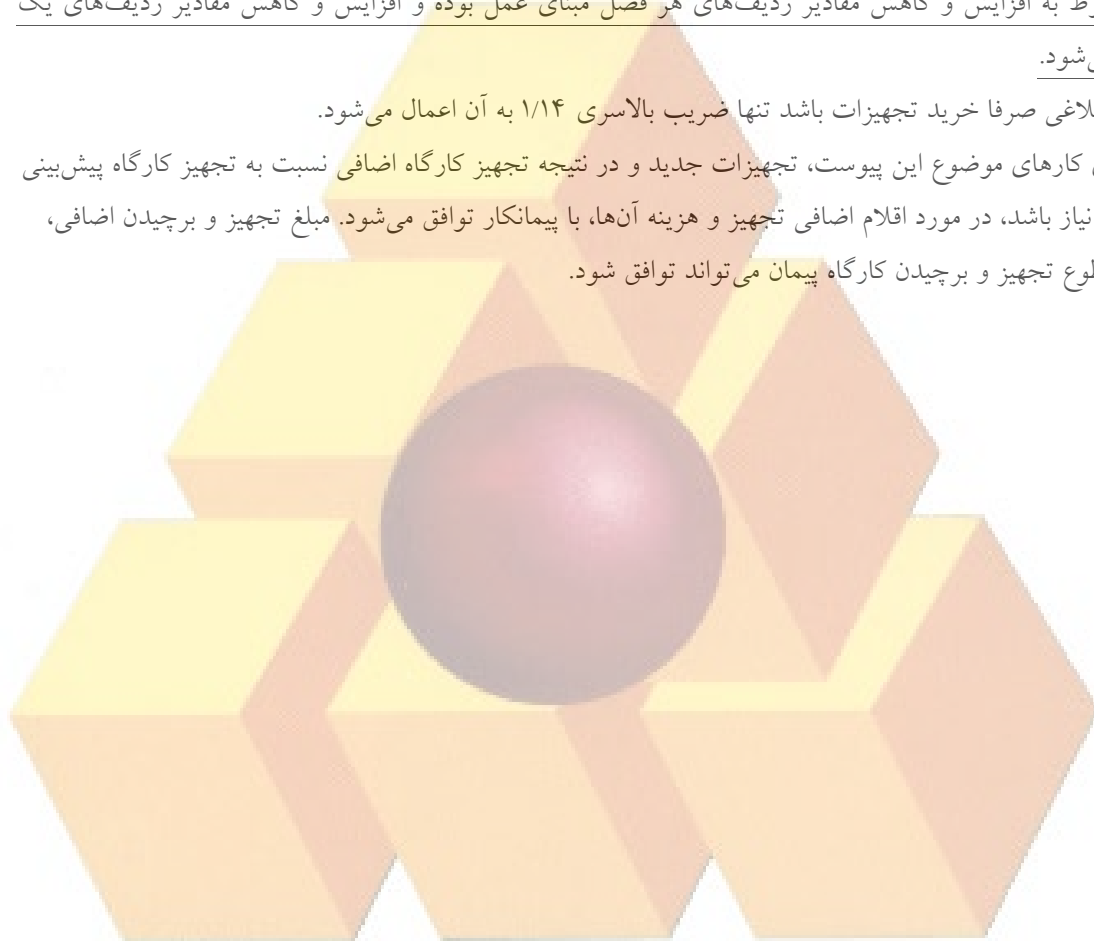 به افزایش و کاهش مقادیر ردیف‌های هر فصل مبنای عمل بوده و افزایش و کاهش مقادیر ردیف‌های یک
‌شود.
صرفا خرید تجهیزات باشد تنها ضریب بالاسری ۱/۱۴ به آن اعمال می‌شود.
کارهای موضوع این پیوست، تجهیزات جدید و در نتیجه تجهیز کارگاه اضافی نسبت به تجهیز کارگاه پیش‌بینی
نیاز باشد، در مورد اقلام اضافی تجهیز و هزینه آن‌ها، با پیمانکار توافق می‌شود. مبلغ تجهیز و برچیدن اضافی،
تجهیز و برچیدن کارگاه پیمان می‌تواند توافق شود.